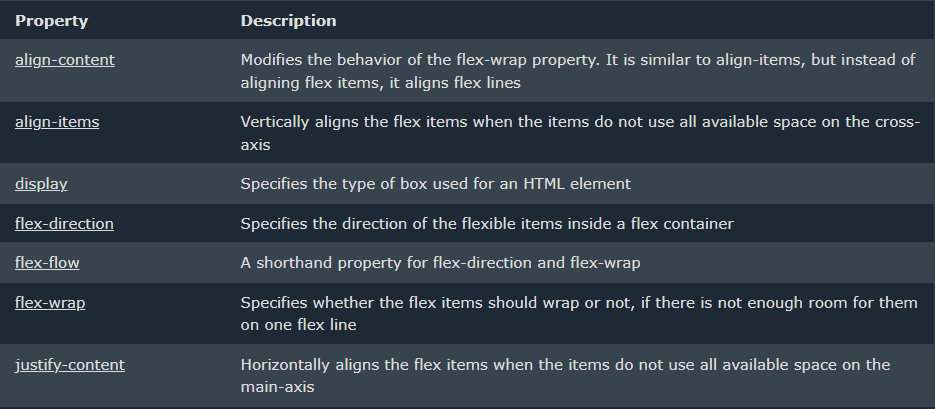 Property Description
align-content Modifies the behavior of the flex-wrap property. It is similar to align-items, but instead of
aligning flex items, it aligns flex lines
align-items Vertically aligns the flex items when the items do not use all available space on the cross-
axis
display Specifies the type of box used for an HTML element
flex-direction Specifies the direction of the flexible items inside a flex container
flex-flow A shorthand property for flex-direction and flex-wrap
flex-wrap Specifies whether the flex items should wrap or not, if there is not enough room for them
on one flex line
justify-content Horizontally aligns the flex items when the items do not use all available space on the
main-axis